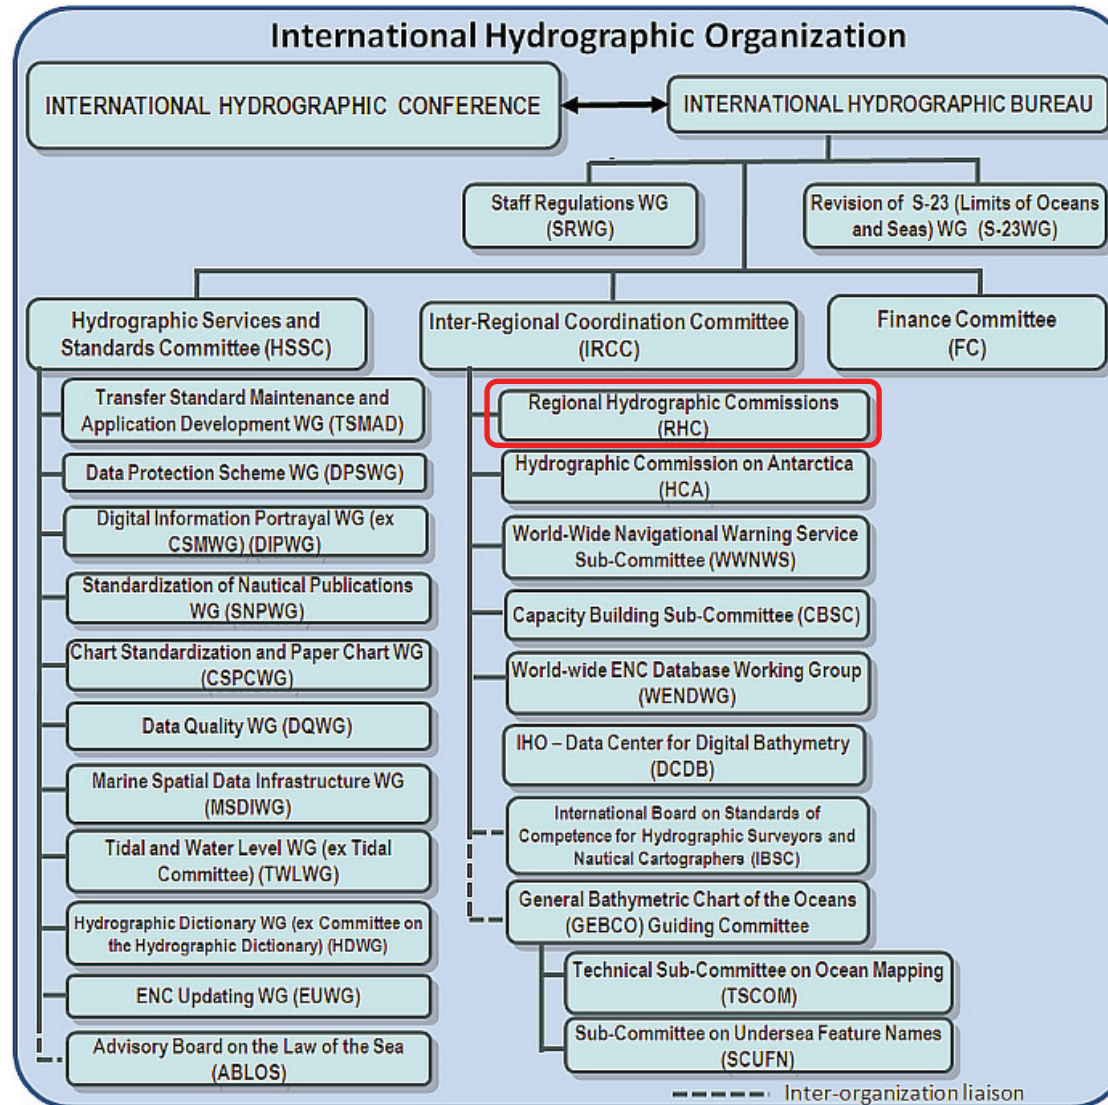 International Hydrographic Organization
INTERNATIONAL HYDROGRAPHIC CONFERENCE
INTERNATIONAL HYDROGRAPHIC BUREAU
Staff Regulations WG
(SRWG)
Revision of S-23 (Limits of Oceans
and Seas) WG (S-23WG)
Hydrographic Services and
Standards Committee (HSSC)
Inter-Regional Coordination Committee
(IRCC)
Finance Committee
(FC)
Transfer Standard Maintenance and
Application Development WG (TSMAD)
Data Protection Scheme WG (DPSWG)
Digital Information Portrayal WG (ex
CSMWG) (DIPWG)
Standardization of Nautical Publications
WG (SNPWG)
Chart Standardization and Paper Chart WG
(CSPCWG)
Data Quality WG (DQWG)
Marine Spatial Data Infrastructure WG
(MSDIWG)
Tidal and Water Level WG (ex Tidal
Committee) (TWLWG)
Hydrographic Dictionary WG (ex Committee on
the Hydrographic Dictionary) (HDWG)
ENC Updating WG (EUWG)
Advisory Board on the Law of the Sea
(ABLOS)
Regional Hydrographic Commissions
(RHC)
Hydrographic Commission on Antarctica
(HCA)
World-Wide Navigational Warning Service
Sub-Committee (WWNWS)
Capacity Building Sub-Committee (CBSC)
World-wide ENC Database Working Group
(WENDWG)
IHO – Data Center for Digital Bathymetry
(DCDB)
International Board on Standards of
Competence for Hydrographic Surveyors and
Nautical Cartographers (IBSC)
General Bathymetric Chart of the Oceans
(GEBCO) Guiding Committee
Technical Sub-Committee on Ocean Mapping
(TSCOM)
Sub-Committee on Undersea Feature Names
(SCUFN)
Inter-organization liaison